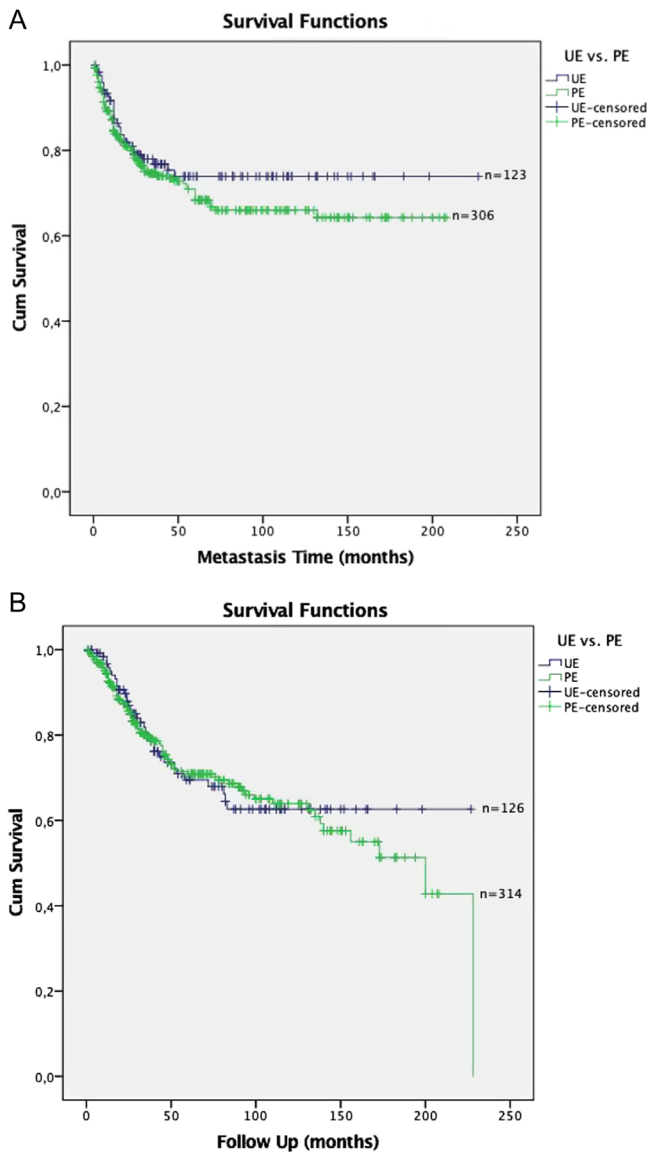 A
Survival Functions
UE vs. PE
UE
PE
UE-censored
PE-censored
1,0
0,8
0,6
0,4
0,2
0,0
Cum Survival
n=123
n=306
0 50 100 150 200 250
Metastasis Time (months)
B
Survival Functions
UE vs. PE
UE
PE
UE-censored
PE-censored
1,0
0,8
0,6
0,4
0,2
0,0
Cum Survival
n=126
n=314
0 50 100 150 200 250
Follow Up (months)